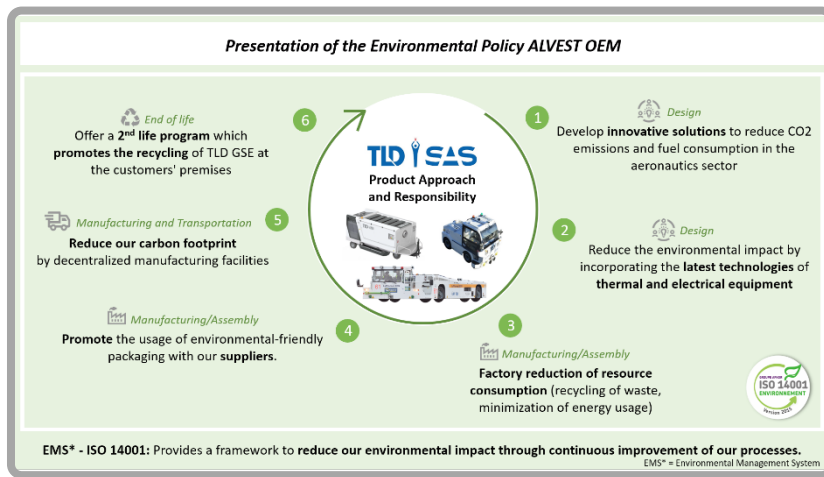 Presentation of the Environmental Policy ALVEST OEM
End of life
Offer a 2nd life program which
promotes the recycling of TLD GSE at
the customers' premises
6
1
Design
Develop innovative solutions to reduce CO2
emissions and fuel consumption in the
aeronautics sector
TLD SAS
Product Approach
and Responsibility
Manufacturing and Transportation
5
Reduce our carbon footprint
by decentralized manufacturing facilities
2
Design
Reduce the environmental impact by
incorporating the latest technologies of
thermal and electrical equipment
Manufacturing/Assembly
4
Promote the usage of environmental-friendly
packaging with our suppliers.
3
Manufacturing/Assembly
Factory reduction of resource
consumption (recycling of waste,
minimization of energy usage)
ISO 14001
ENVIRONNEMENT
Version 2015
EMS* - ISO 14001: Provides a framework to reduce our environmental impact through continuous improvement of our processes.
EMS* = Environmental Management System